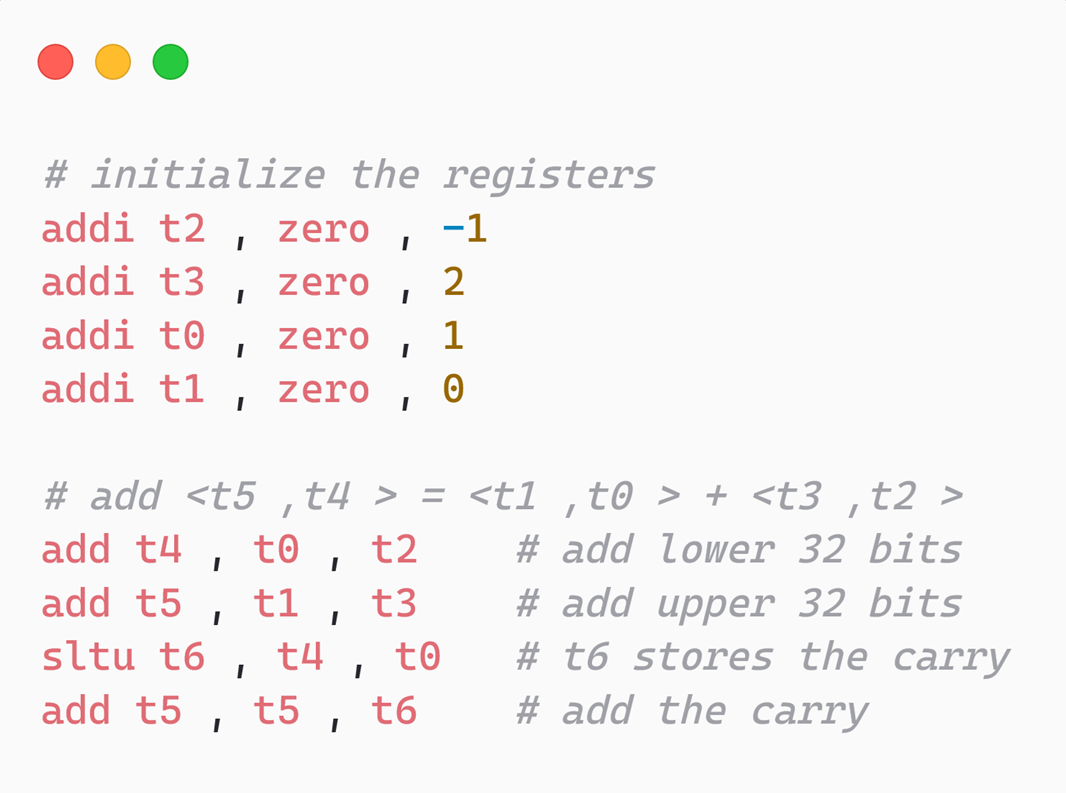 # initialize the registers
addi t2 , zero , -1
addi t3 , zero , 2
addi t0 , zero , 1
addi t1 , zero , 0
# add <t5 ,t4 > = <t1 ,t0 > + <t3 ,t2 >
add t4 , t0 , t2 # add lower 32 bits
add t5 , t1 , t3 # add upper 32 bits
sltu t6 , t4 , t0 # t6 stores the carry
add t5 , t5 , t6 # add the carry